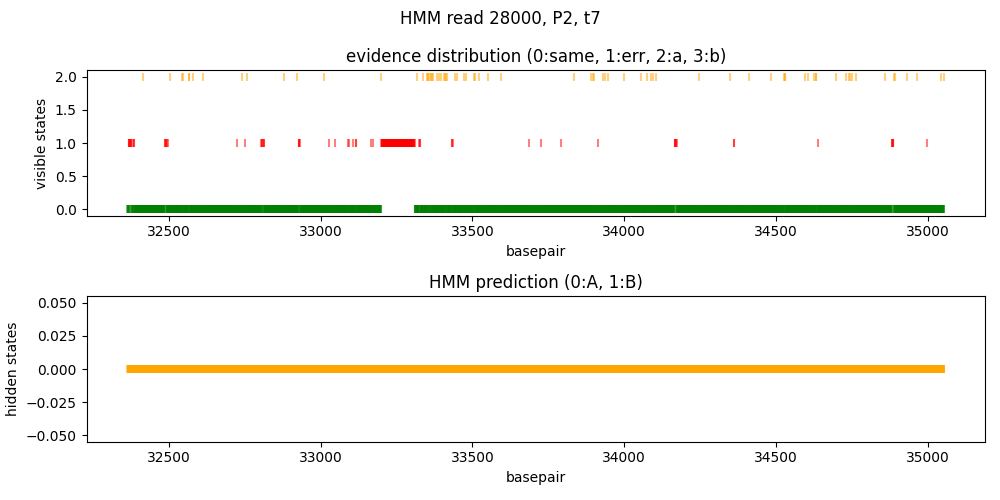 HMM read 28000, P2, t7
evidence distribution (0:same, 1:err, 2:a, 3:b)
visible states
2.0
1.5
1.0
0.5
0.0
32500 33000 33500 34000 34500 35000
basepair
HMM prediction (0:A, 1:B)
hidden states
0.050
0.025
0.000
−0.025
−0.050
32500 33000 33500 34000 34500 35000
basepair